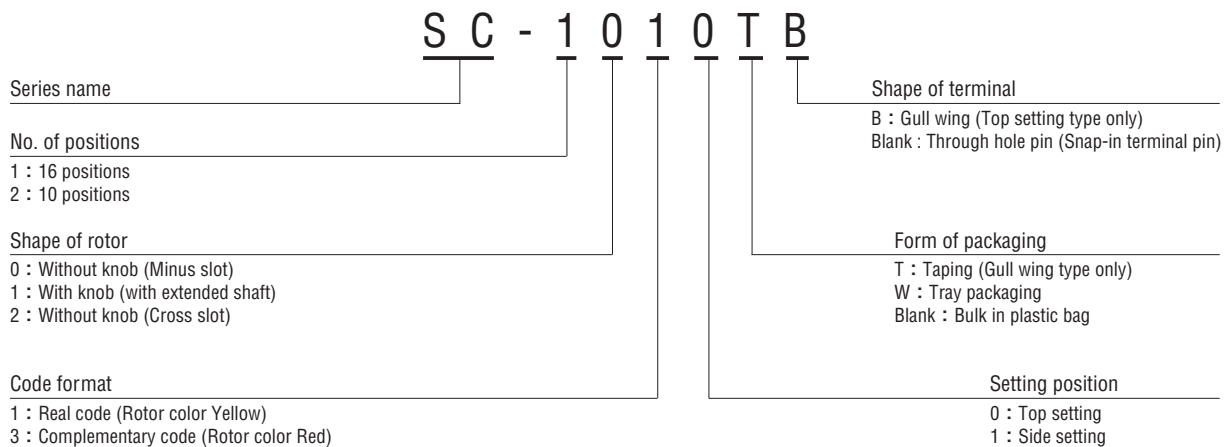 SC-1010TB
Series name
No. of positions
1：16 positions
2：10 positions
Shape of rotor
0：Without knob (Minus slot)
1：With knob (with extended shaft)
2：Without knob (Cross slot)
Code format
1：Real code (Rotor color Yellow)
3：Complementary code (Rotor color Red)
Shape of terminal
B：Gull wing (Top setting type only)
Blank : Through hole pin (Snap-in terminal pin)
Form of packaging
T：Taping (Gull wing type only)
W：Tray packaging
Blank：Bulk in plastic bag
Setting position
0：Top setting
1：Side setting